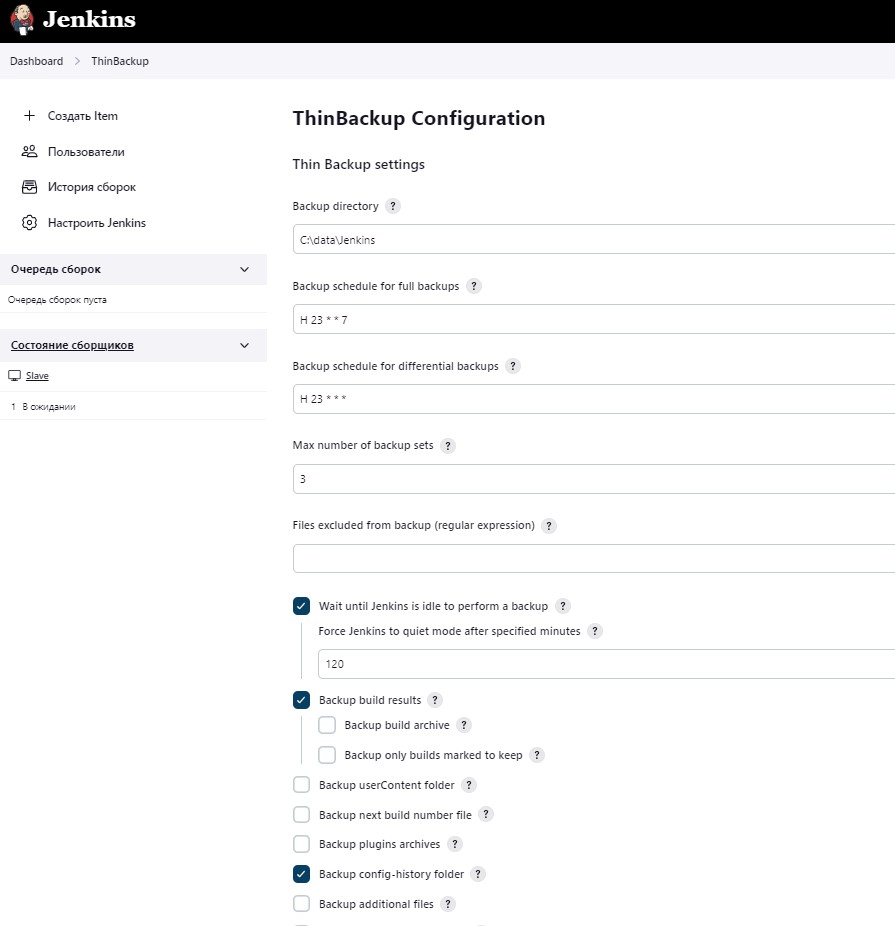 Jenkins
Dashboard > ThinBackup
Создать Item
Пользователи
История сборок
Настроить Jenkins
Очередь сборок
Очередь сборок пуста
Состояние сборщиков
Slave
1 В ожидании
ThinBackup Configuration
Thin Backup settings
Backup directory ?
C:\data\Jenkins
Backup schedule for full backups ?
H 23 * * 7
Backup schedule for differential backups ?
H 23 * * *
Max number of backup sets ?
3
Files excluded from backup (regular expression) ?
Wait until Jenkins is idle to perform a backup ?
Force Jenkins to quiet mode after specified minutes ?
120
Backup build results ?
Backup build archive ?
Backup only builds marked to keep ?
Backup userContent folder ?
Backup next build number file ?
Backup plugins archives ?
Backup config-history folder ?
Backup additional files ?